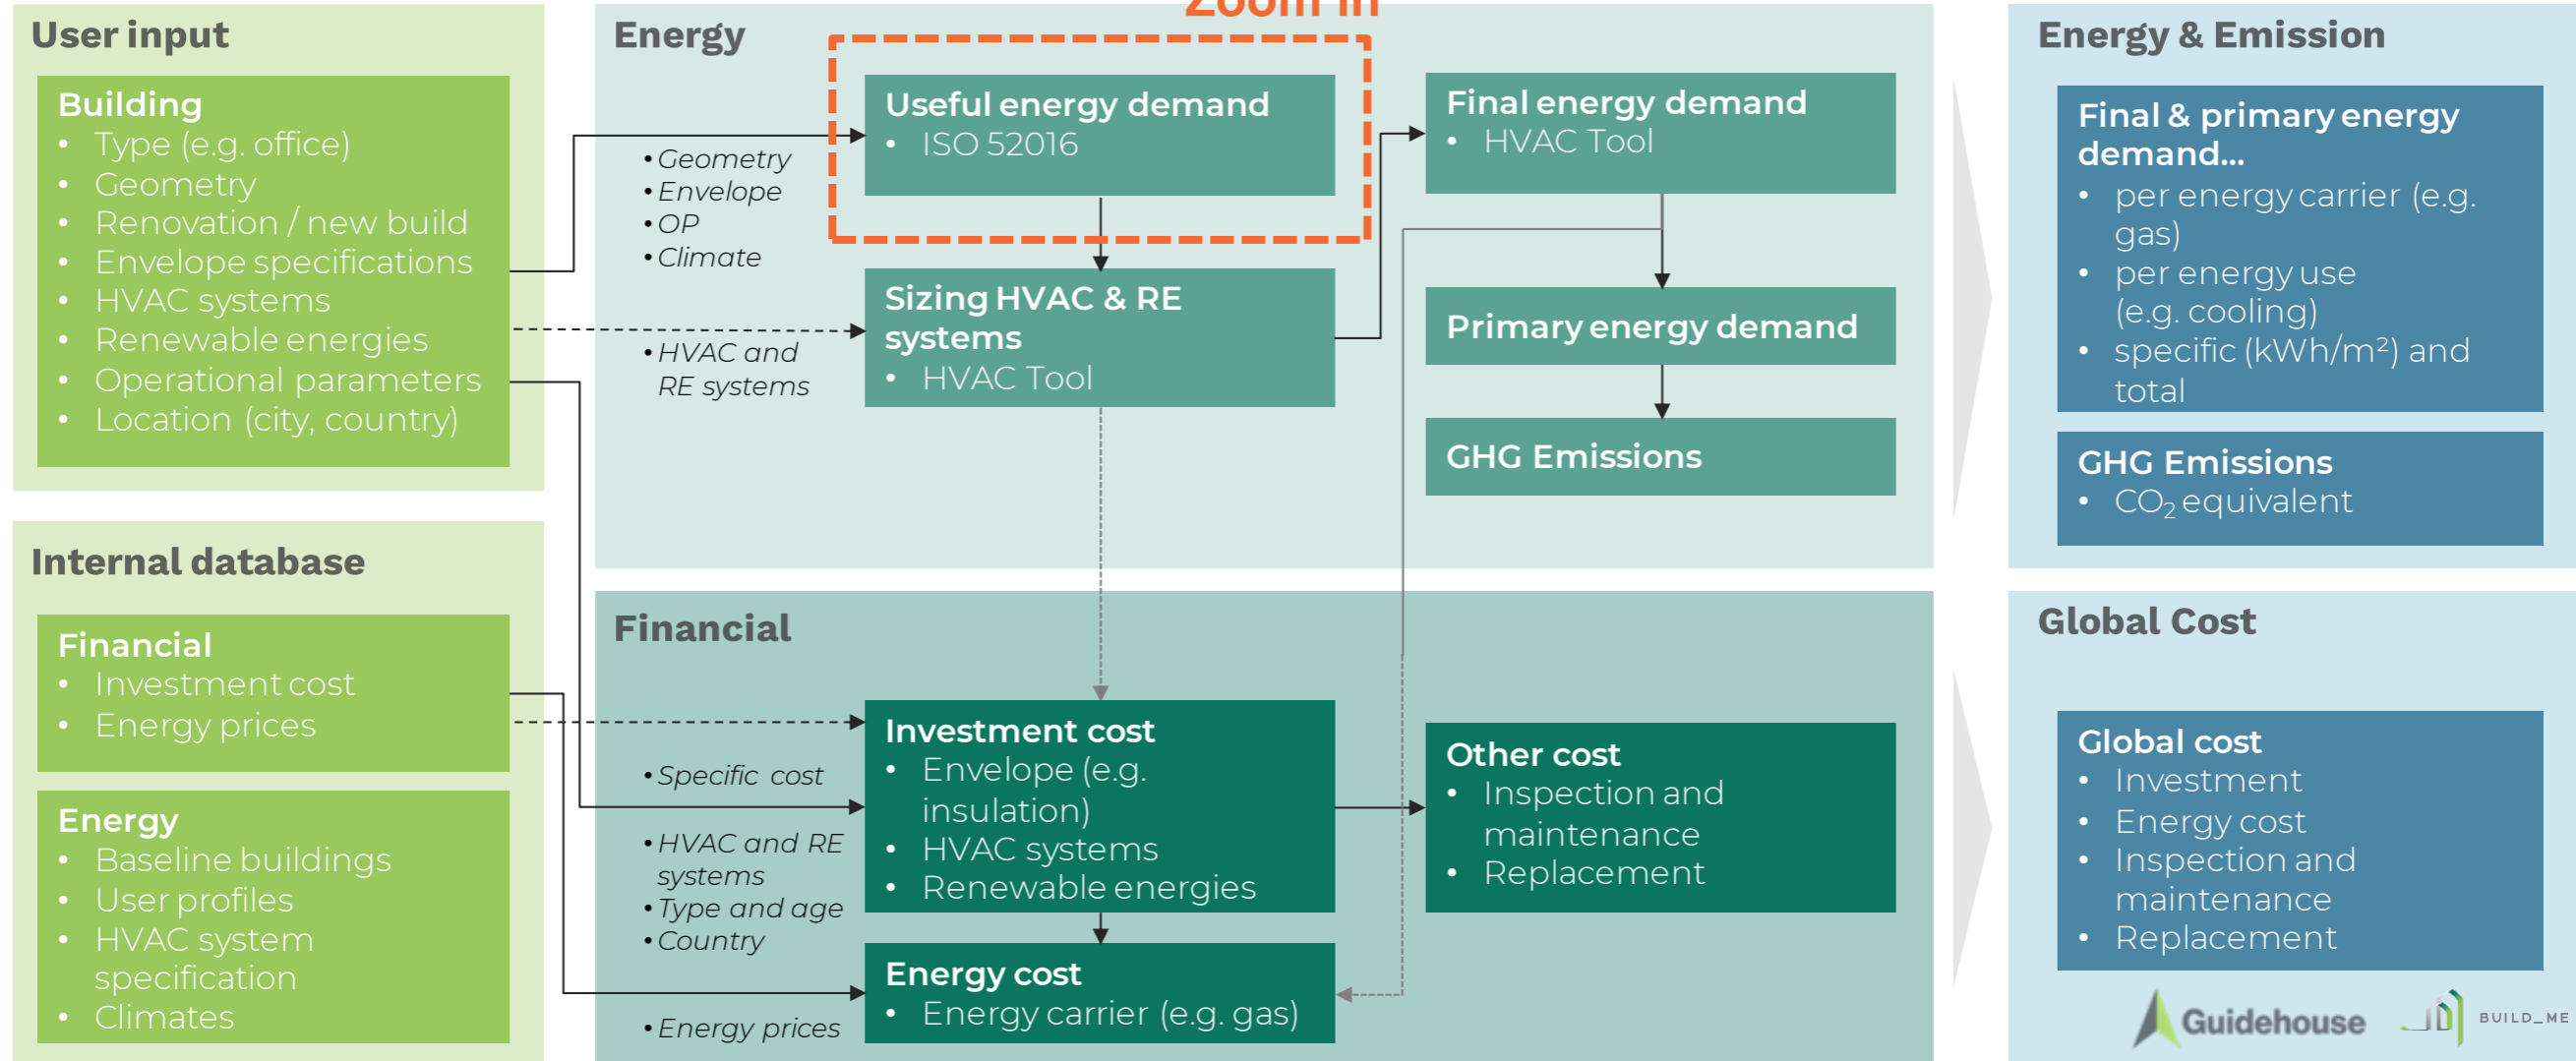 Zoom in
User input
Building
• Type (e.g. office)
• Geometry
• Renovation / new build
• Envelope specifications
• HVAC systems
• Renewable energies
• Operational parameters
• Location (city, country)
Internal database
Financial
• Investment cost
• Energy prices
Energy
• Baseline buildings
• User profiles
• HVAC system
specification
• Climates
Energy
• Geometry
• Envelope
• OP
• Climate
• HVAC and
RE systems
Useful energy demand
• ISO 52016
Sizing HVAC & RE
systems
• HVAC Tool
Final energy demand
• HVAC Tool
Primary energy demand
GHG Emissions
Financial
• Specific cost
• HVAC and RE
systems
• Type and age
• Country
• Energy prices
Investment cost
• Envelope (e.g.
insulation)
• HVAC systems
• Renewable energies
Energy cost
• Energy carrier (e.g. gas)
Other cost
• Inspection and
maintenance
• Replacement
Energy & Emission
Final & primary energy
demand...
• per energy carrier (e.g.
gas)
• per energy use
(e.g. cooling)
• specific (kWh/m²) and
total
GHG Emissions
• CO₂ equivalent
Global Cost
Global cost
• Investment
• Energy cost
• Inspection and
maintenance
• Replacement
Guidehouse
BUILD_ME